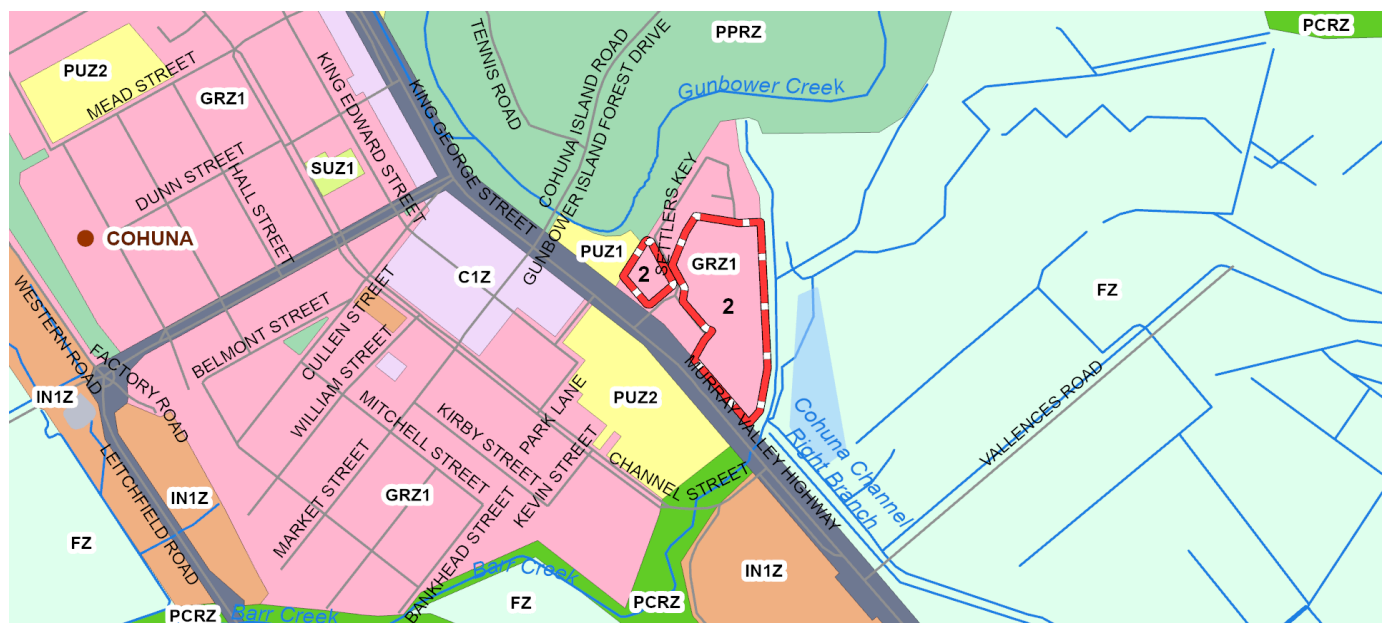 PCRZ
PPRZ
TENNIS ROAD
COHUNA ISLAND ROAD
GUNBOWER ISLAND FOREST DRIVE
PUZ2
MEAD STREET
GRZ1
KING EDWARD STREET
KING GEORGE STREET
Gunbower Creek
DUNN STREET
HALL STREET
SUZ1
SETTLERS KEY
COHUNA
PUZ1
2
GRZ1
2
C1Z
FZ
WESTERN ROAD
FACTORY ROAD
BELMONT STREET
CULLEN STREET
WILLIAM STREET
IN1Z
MITCHELL STREET
KIRBY STREET
PARK LANE
PUZ2
MURRAY VALLEY HIGHWAY
Cohuna Channel
Right Branch
VALLENCES ROAD
LEITCHFIELD ROAD
IN1Z
MARKET STREET
GRZ1
BANKHEAD STREET
KEVIN STREET
CHANNEL STREET
FZ
Barr Creek
IN1Z
PCRZ
Barr Creek
FZ
PCRZ